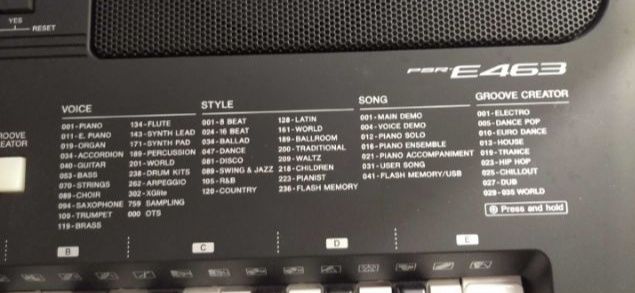 YES
RESET
PSR-E463
VOICE
001-PIANO
011-E. PIANO
019-ORGAN
034-ACCORDION
040-GUITAR
053-BASS
070-STRINGS
089-CHOIR
094-SAXOPHONE
100-TRUMPET
119-BRASS
134-FLUTE
143-SYNTH LEAD
171-SYNTH PAD
189-PERCUSSION
201-WORLD
238-DRUM KITS
262-ARPEGGIO
302-XGlite
759 SAMPLING
000 OTS
STYLE
001-8 BEAT
024-16 BEAT
034-BALLAD
047-DANCE
081-DISCO
089-SWING & JAZZ
105-R&B
120-COUNTRY
128-LATIN
161-WORLD
189-BALLROOM
200-TRADITIONAL
209-WALTZ
218-CHILDREN
223-PIANIST
236-FLASH MEMORY
SONG
001-MAIN DEMO
004-VOICE DEMO
012-PIANO SOLO
016-PIANO ENSEMBLE
021-PIANO ACCOMPANIMENT
031-USER SONG
041-FLASH MEMORY/USB
GROOVE CREATOR
001-ELECTRO
005-DANCE POP
010-EURO DANCE
013-HOUSE
019-TRANCE
023-HIP HOP
025-CHILLOUT
027-DUB
029-035 WORLD
Press and hold
B
C
D
E